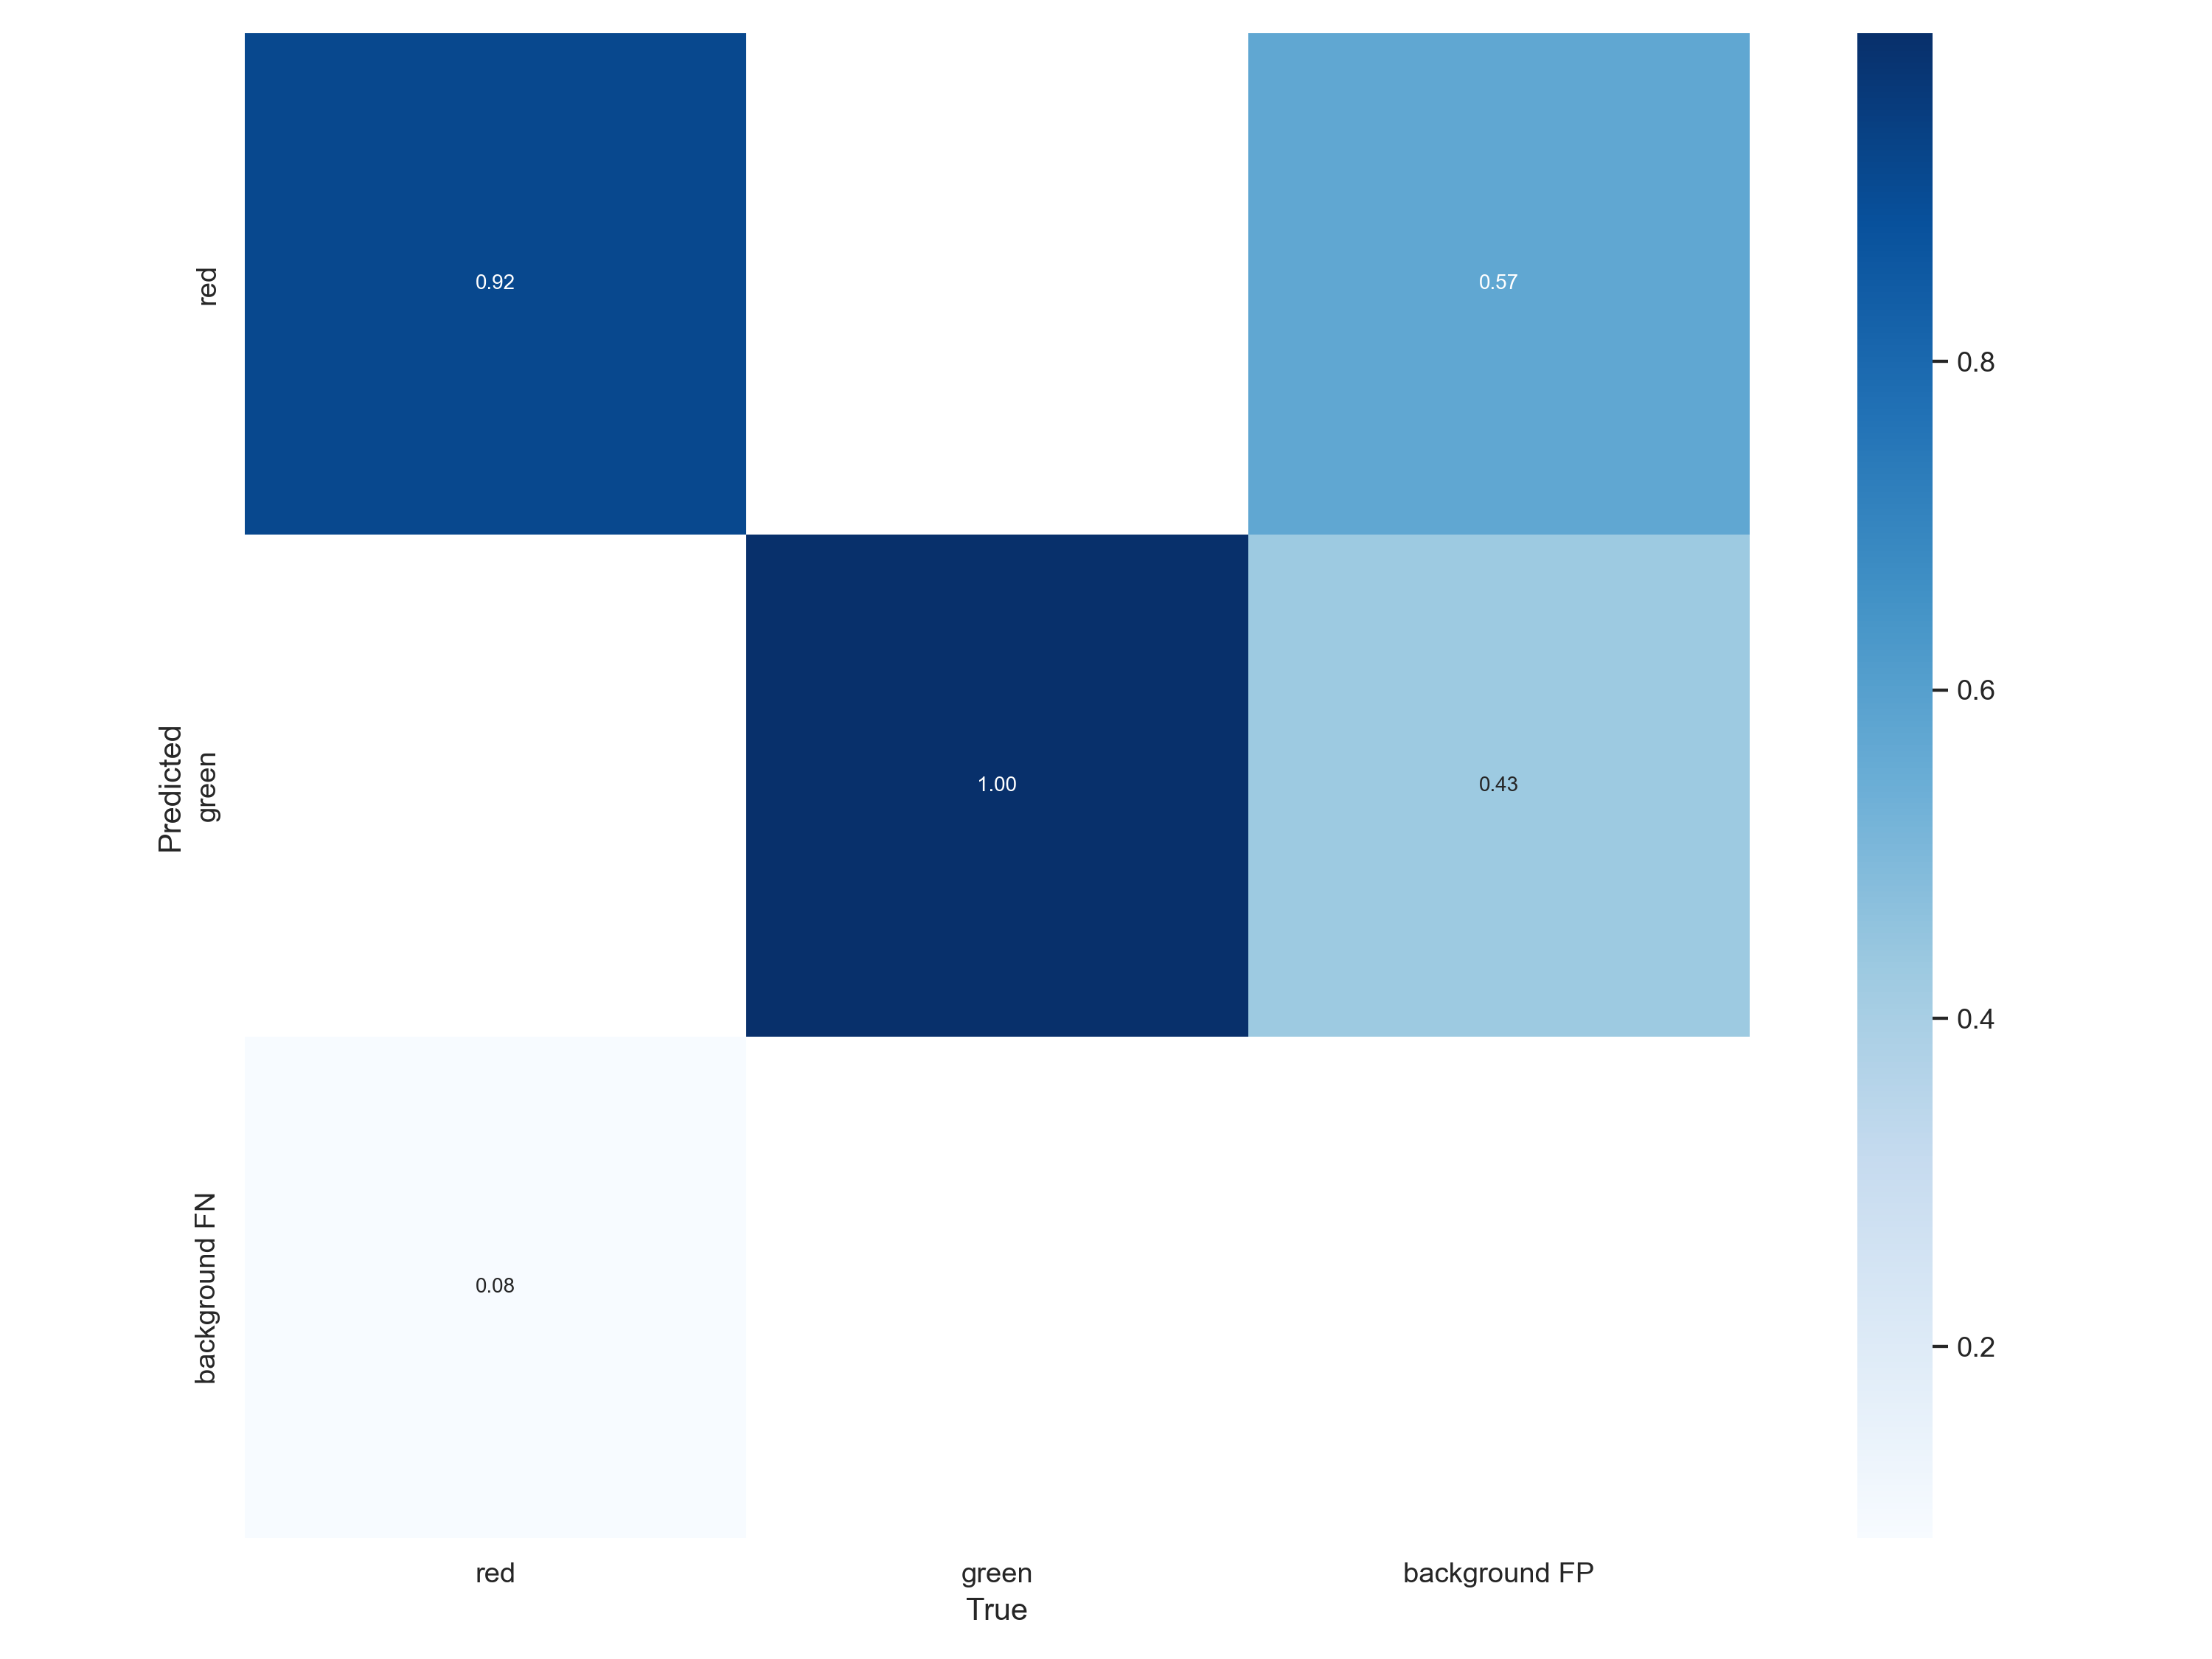 red
0.92
0.57
0.8
0.6
Predicted
green
1.00
0.43
0.4
background FN
0.08
0.2
red
green
background FP
True